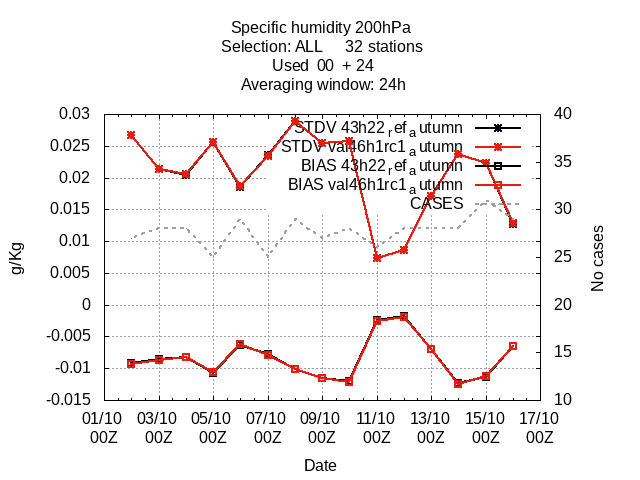 Specific humidity 200hPa
Selection: ALL 32 stations
Used 00 + 24
Averaging window: 24h
0.03
0.025
0.02
0.015
0.01
0.005
0
-0.005
-0.01
-0.015
g/Kg
STDV 43h22_ref_autumn
STDV val46h1rc1_autumn
BIAS 43h22_ref_autumn
BIAS val46h1rc1_autumn
CASES
40
35
30
25
20
15
10
No cases
01/10 03/10 05/10 07/10 09/10 11/10 13/10 15/10 17/10
00Z 00Z 00Z 00Z 00Z 00Z 00Z 00Z 00Z
Date